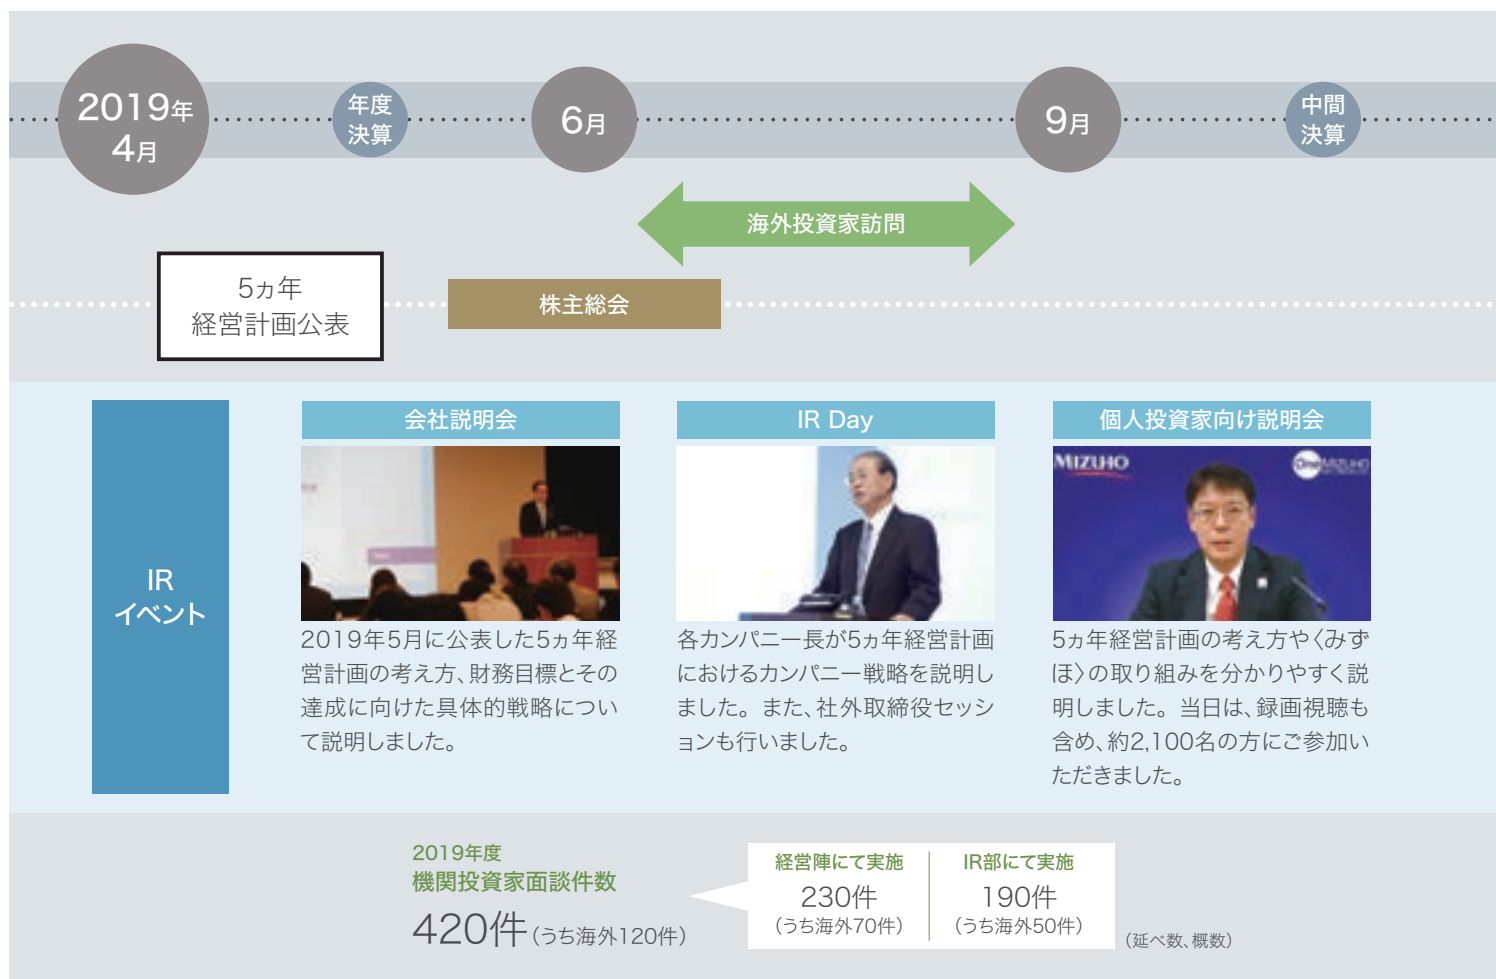 2019年
4月
年度
決算
6月
9月
中間
決算
海外投資家訪問
5ヵ年
経営計画公表
株主総会
IR
イベント
会社説明会
2019年5月に公表した5ヵ年経
営計画の考え方、財務目標とその
達成に向けた具体的戦略につい
て説明しました。
IR Day
各カンパニー長が5ヵ年経営計画
におけるカンパニー戦略を説明し
ました。また、社外取締役セッシ
ョンも行いました。
個人投資家向け説明会
MIZUHO
One MIZUHO
5ヵ年経営計画の考え方や〈みず
ほ〉の取り組みを分かりやすく説
明しました。当日は、録画視聴も
含め、約2,100名の方にご参加い
ただきました。
2019年度
機関投資家面談件数
420件（うち海外120件）
経営陣にて実施
230件
（うち海外70件）
IR部にて実施
190件
（うち海外50件）
（延べ数、概数）